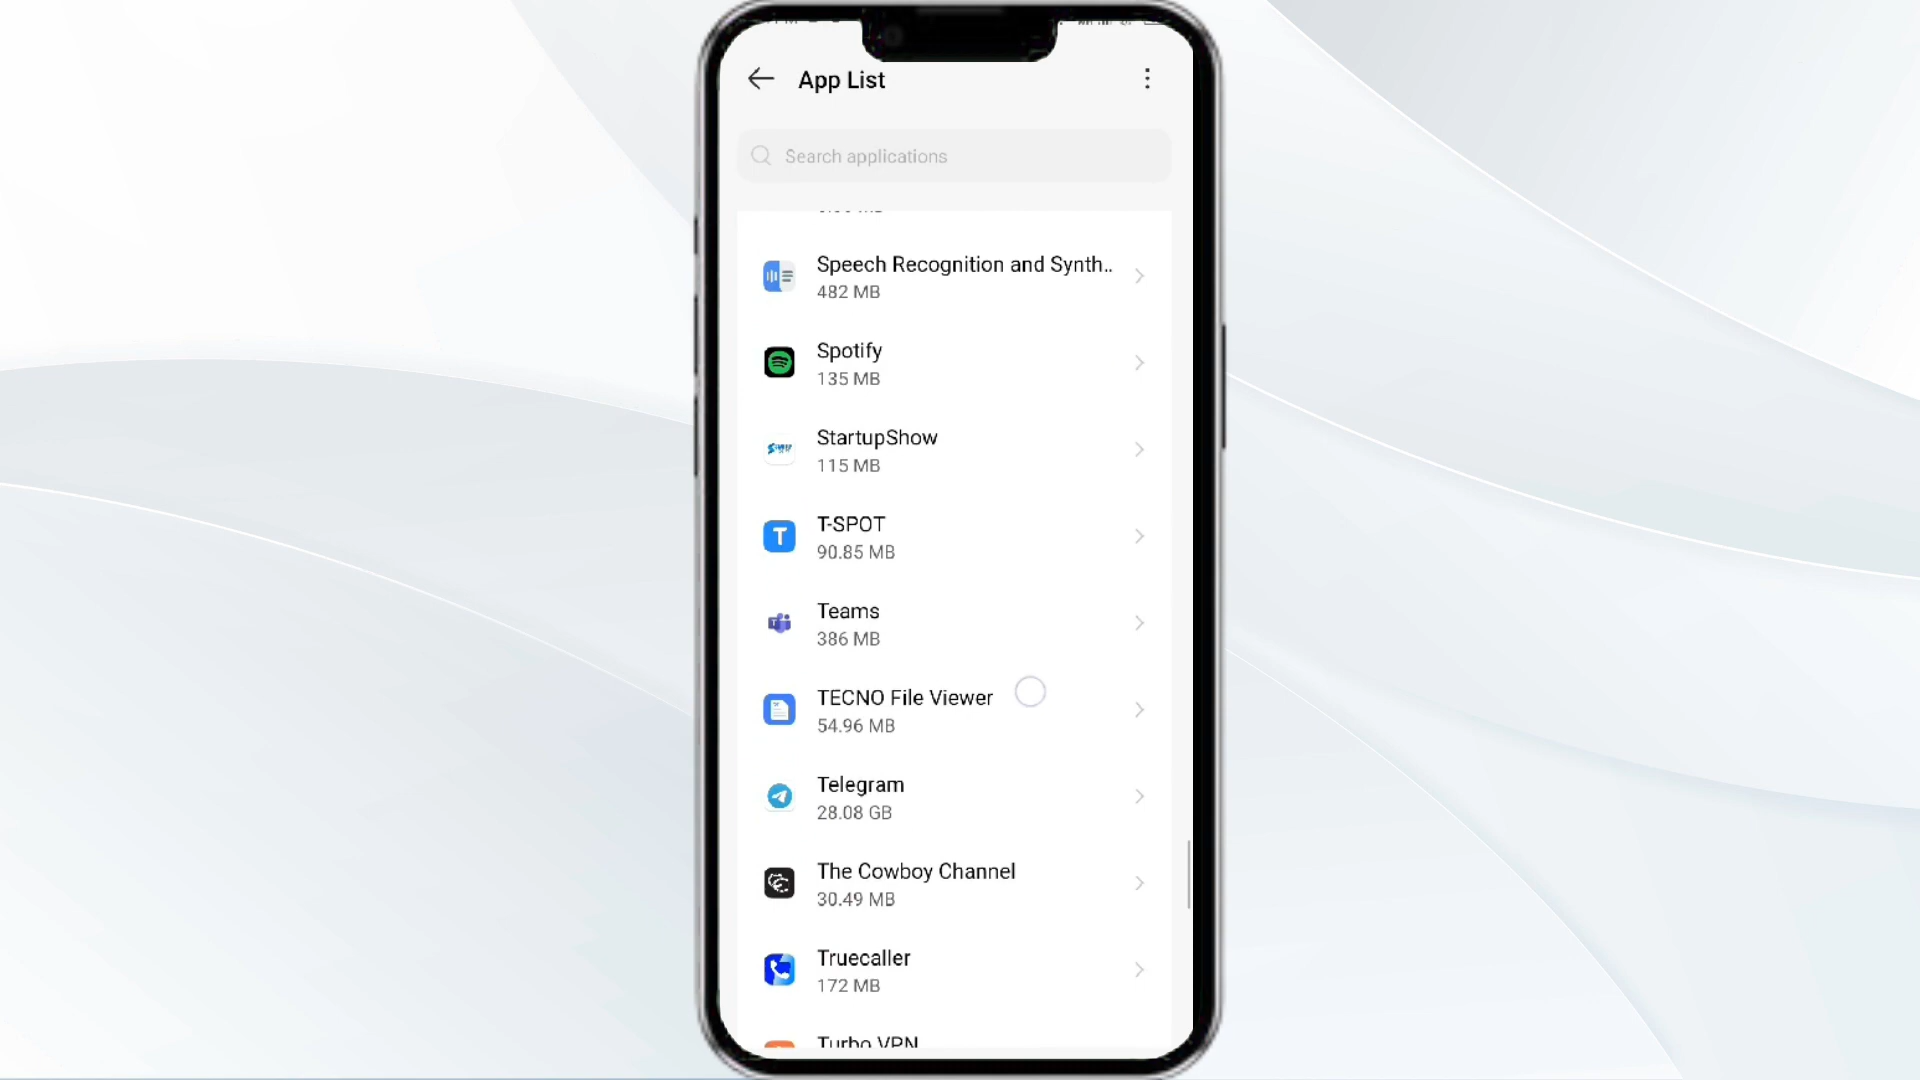 App List
Search applications
Speech Recognition and Synth..
482 MB
Spotify
135 MB
StartupShow
115 MB
T-SPOT
90.85 MB
Teams
386 MB
TECNO File Viewer
54.96 MB
Telegram
28.08 GB
The Cowboy Channel
30.49 MB
Truecaller
172 MB
Turbo VPN